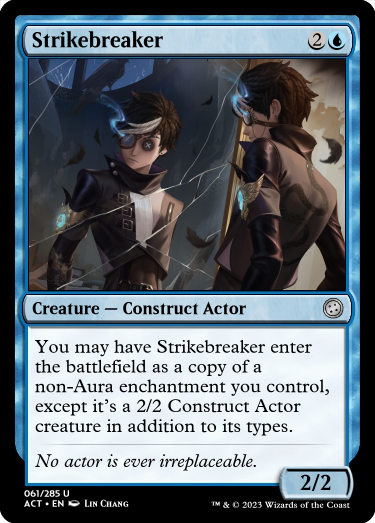 Strikebreaker 2
Creature — Construct Actor
You may have Strikebreaker enter
the battlefield as a copy of a
non-Aura enchantment you control,
except it's a 2/2 Construct Actor
creature in addition to its types.
No actor is ever irreplaceable.
2/2
061/285 U
ACT • EN Lin Chang
™ & © 2023 Wizards of the Coast